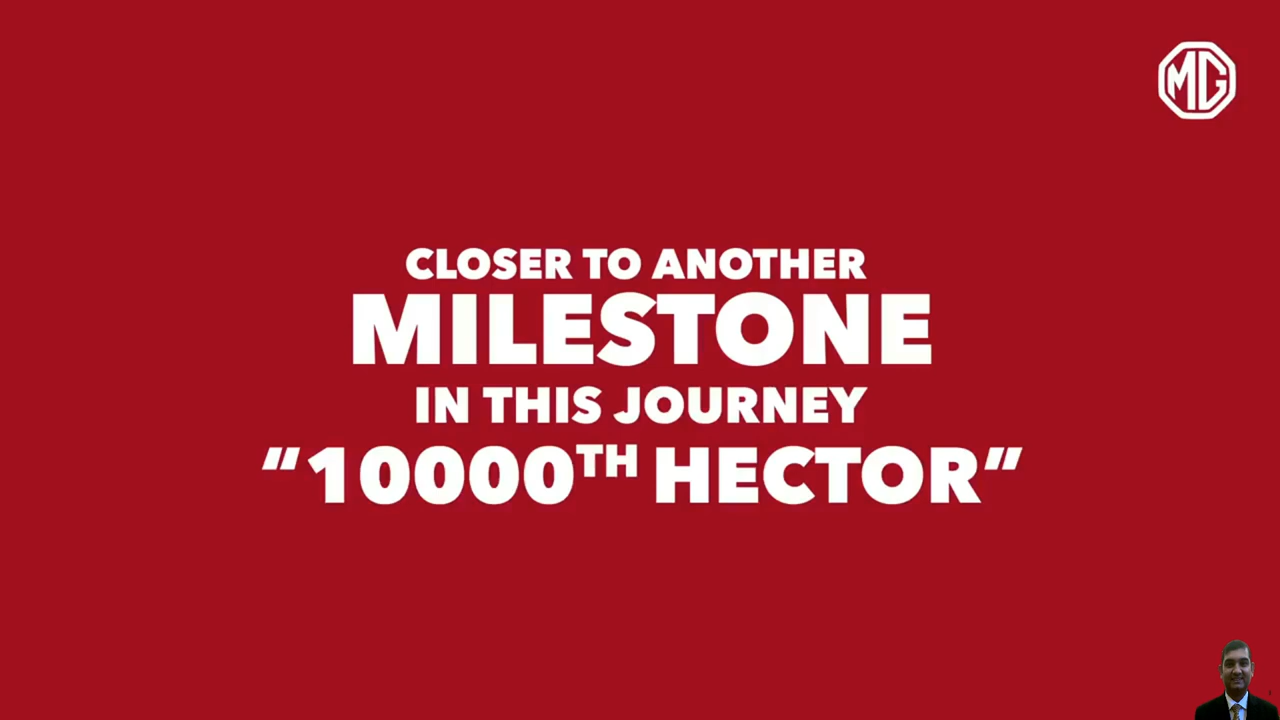 MG
CLOSER TO ANOTHER
MILESTONE
IN THIS JOURNEY
"10000TH HECTOR"